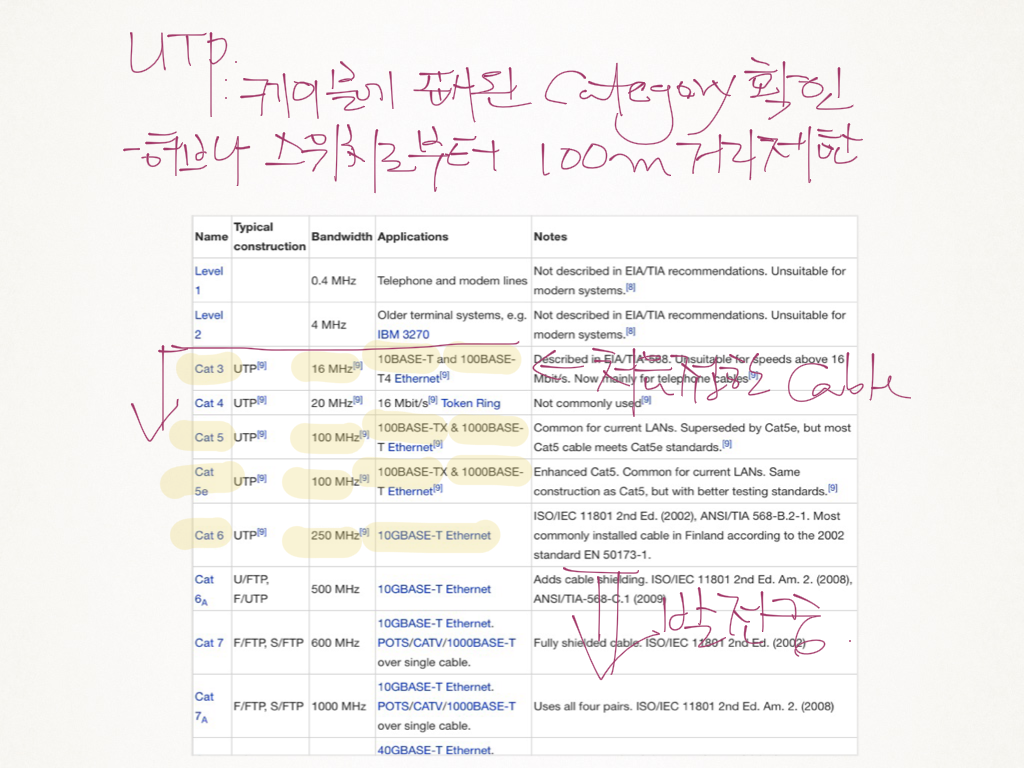 UTP.
: 케이블에 표시된 Category 확인
- 허브나 스위치로부터 100m 거리제한
Name Typical construction Bandwidth Applications Notes
Level 1 0.4 MHz Telephone and modem lines Not described in EIA/TIA recommendations. Unsuitable for modern systems.[8]
Level 2 4 MHz Older terminal systems, e.g. IBM 3270 Not described in EIA/TIA recommendations. Unsuitable for modern systems.[8]
Cat 3 UTP[9] 16 MHz[9] 10BASE-T and 100BASE-T4 Ethernet[9] Described in EIA/TIA-568. Unsuitable for speeds above 16 Mbit/s. Now mainly for telephone cables[9]
← Cable
Cat 4 UTP[9] 20 MHz[9] 16 Mbit/s[9] Token Ring Not commonly used[9]
Cat 5 UTP[9] 100 MHz[9] 100BASE-TX & 1000BASE-T Ethernet[9] Common for current LANs. Superseded by Cat5e, but most Cat5 cable meets Cat5e standards.[9]
Cat 5e UTP[9] 100 MHz[9] 100BASE-TX & 1000BASE-T Ethernet[9] Enhanced Cat5. Common for current LANs. Same construction as Cat5, but with better testing standards.[9]
Cat 6 UTP[9] 250 MHz[9] 10GBASE-T Ethernet ISO/IEC 11801 2nd Ed. (2002), ANSI/TIA 568-B.2-1. Most commonly installed cable in Finland according to the 2002 standard EN 50173-1.
Cat 6A U/FTP, F/UTP 500 MHz 10GBASE-T Ethernet Adds cable shielding. ISO/IEC 11801 2nd Ed. Am. 2. (2008), ANSI/TIA-568-C.1 (2009)
발전중.
Cat 7 F/FTP, S/FTP 600 MHz 10GBASE-T Ethernet. POTS/CATV/1000BASE-T over single cable. Fully shielded cable. ISO/IEC 11801 2nd Ed. (2002)
Cat 7A F/FTP, S/FTP 1000 MHz 10GBASE-T Ethernet. POTS/CATV/1000BASE-T over single cable. Uses all four pairs. ISO/IEC 11801 2nd Ed. Am. 2. (2008)
40GBASE-T Ethernet.